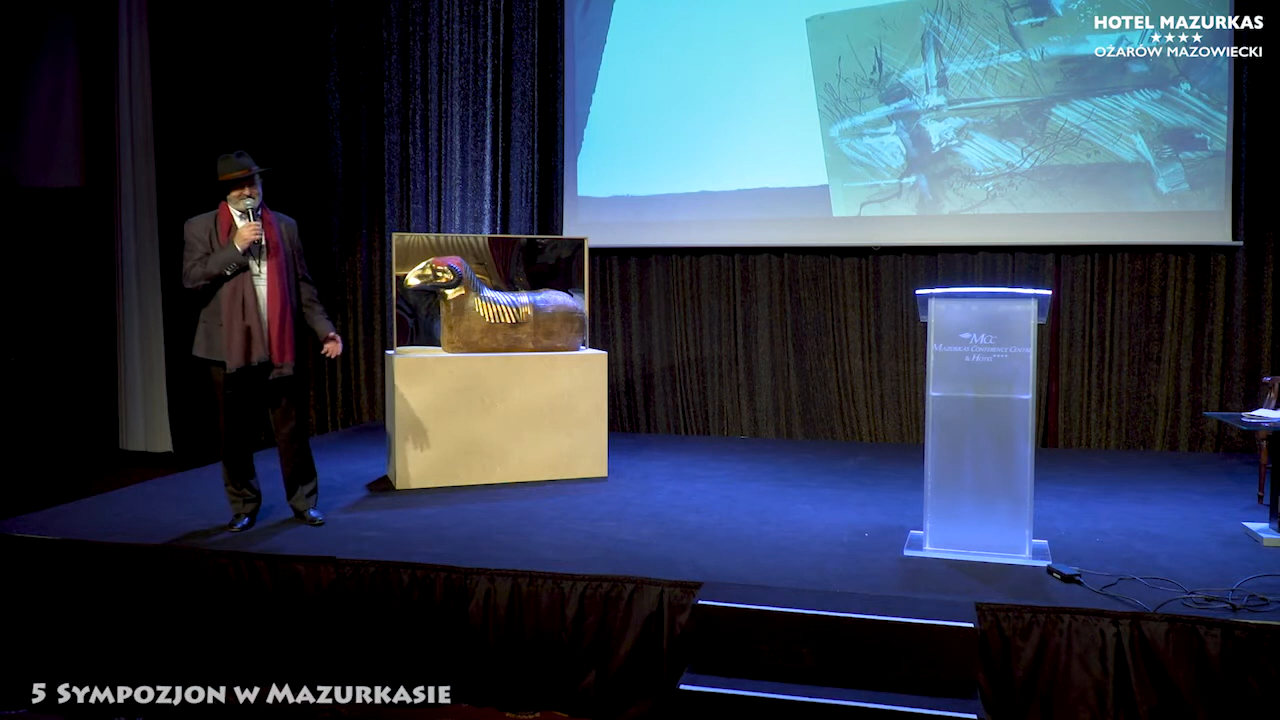 HOTEL MAZURKAS
★★★★
OŻARÓW MAZOWIECKI
MCC
MAZURKAS CONFERENCE CENTRE
& HOTEL****
5 SYMPOZJON W MAZURKASIE